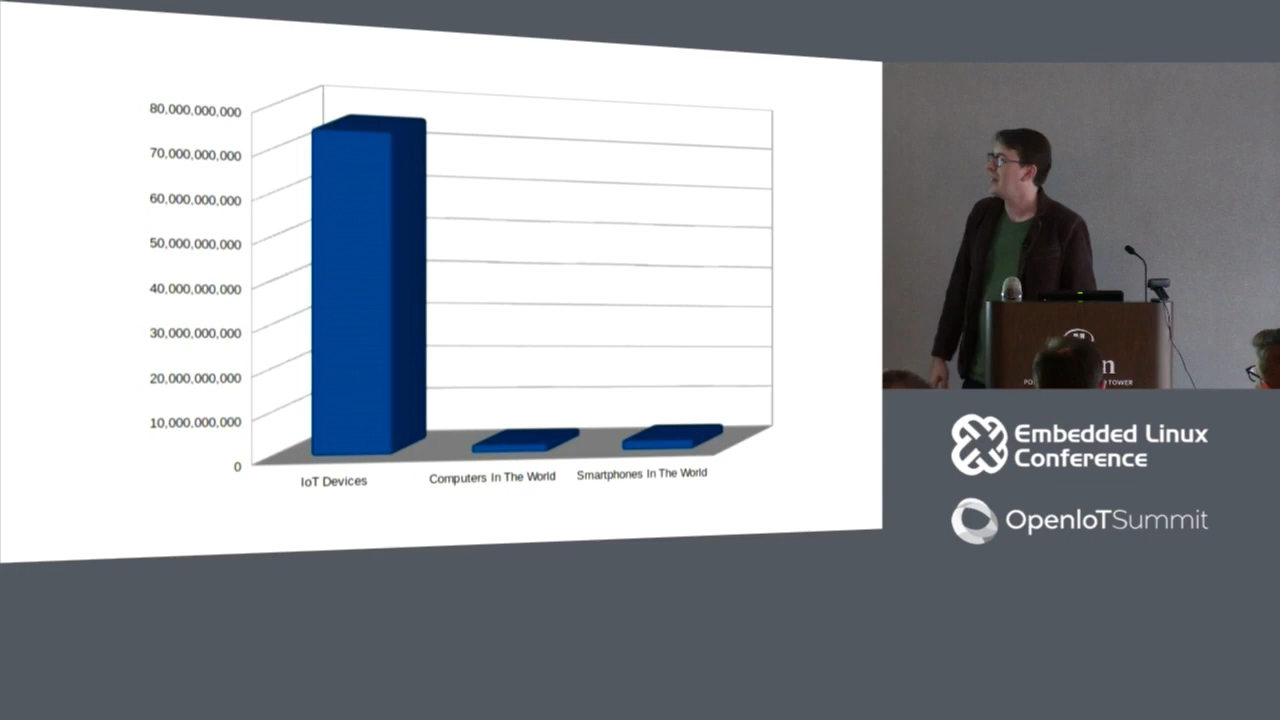 80,000,000,000
70,000,000,000
60,000,000,000
50,000,000,000
40,000,000,000
30,000,000,000
20,000,000,000
10,000,000,000
0
IoT Devices
Computers In The World
Smartphones In The World
TOWER
Embedded Linux
Conference
OpenIoTSummit